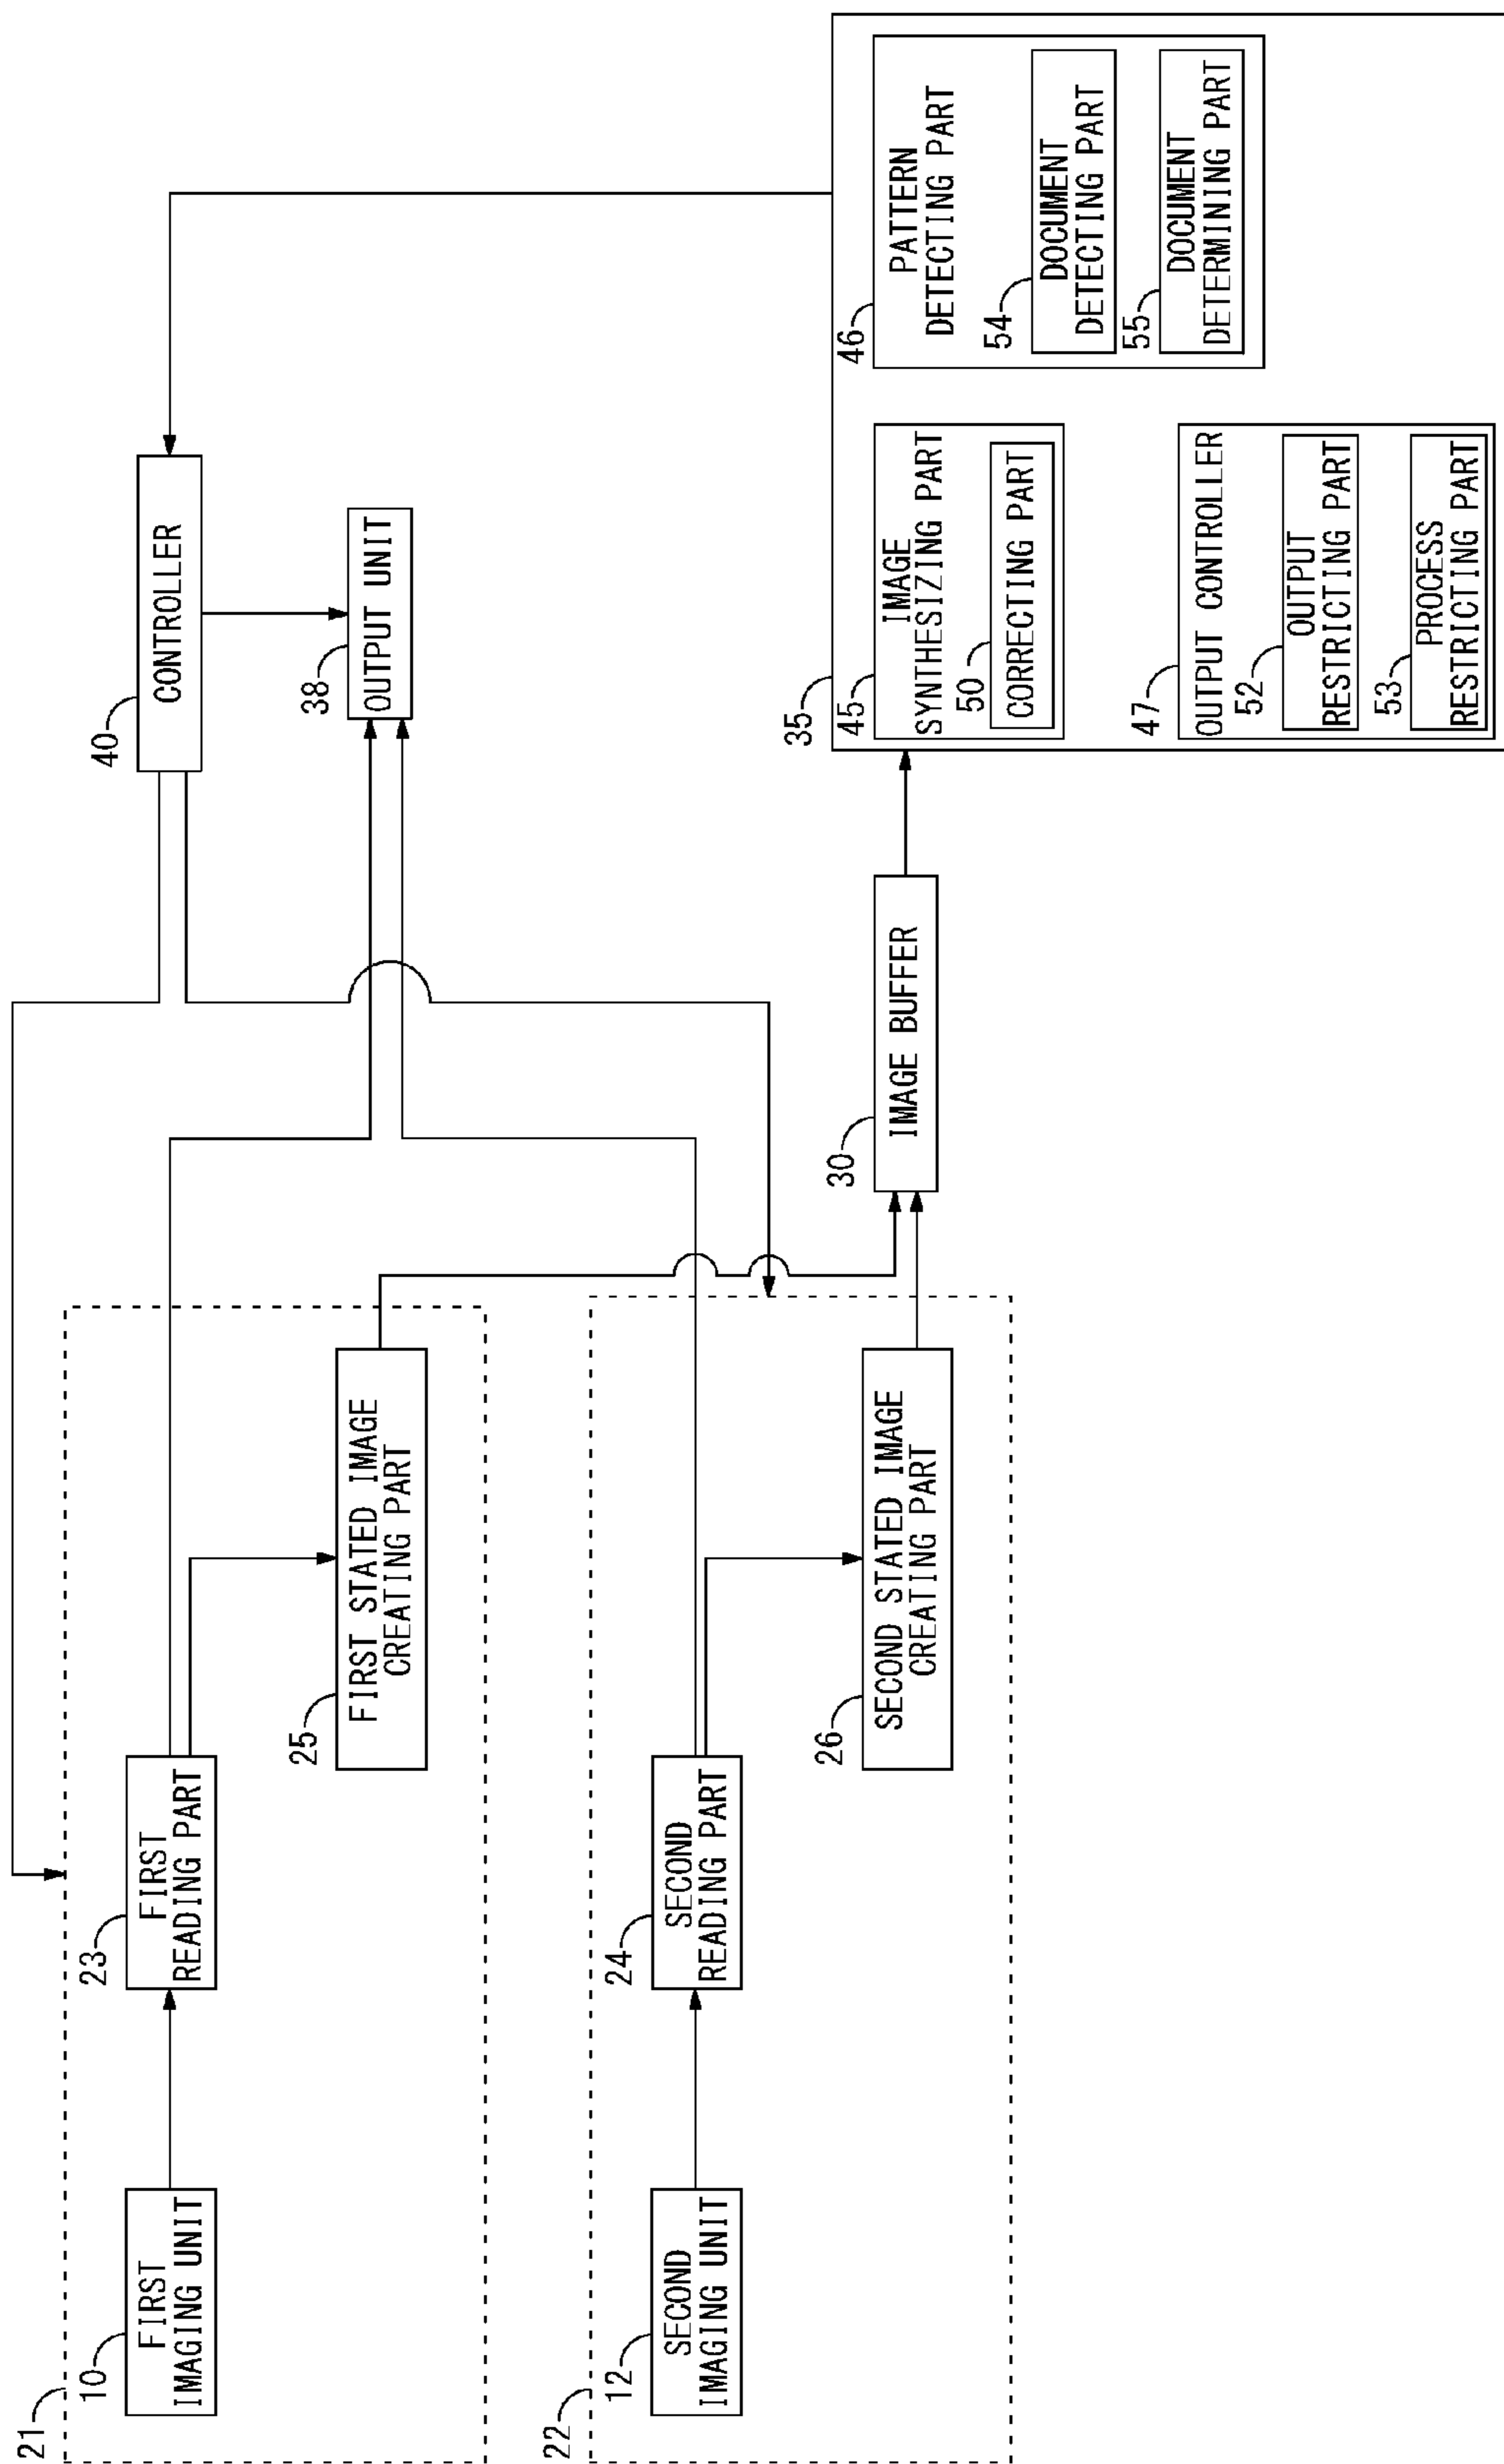 21
10
FIRST
IMAGING UNIT
23
FIRST
READING PART
25
FIRST STATED IMAGE
CREATING PART
22
12
SECOND
IMAGING UNIT
24
SECOND
READING PART
26
SECOND STATED IMAGE
CREATING PART
40
CONTROLLER
38
OUTPUT UNIT
30
IMAGE BUFFER
35
45
IMAGE
SYNTHESIZING PART
50
CORRECTING PART
46
PATTERN
DETECTING PART
54
DOCUMENT
DETECTING PART
55
DOCUMENT
DETERMINING PART
47
OUTPUT CONTROLLER
52
OUTPUT
RESTRICTING PART
53
PROCESS
RESTRICTING PART